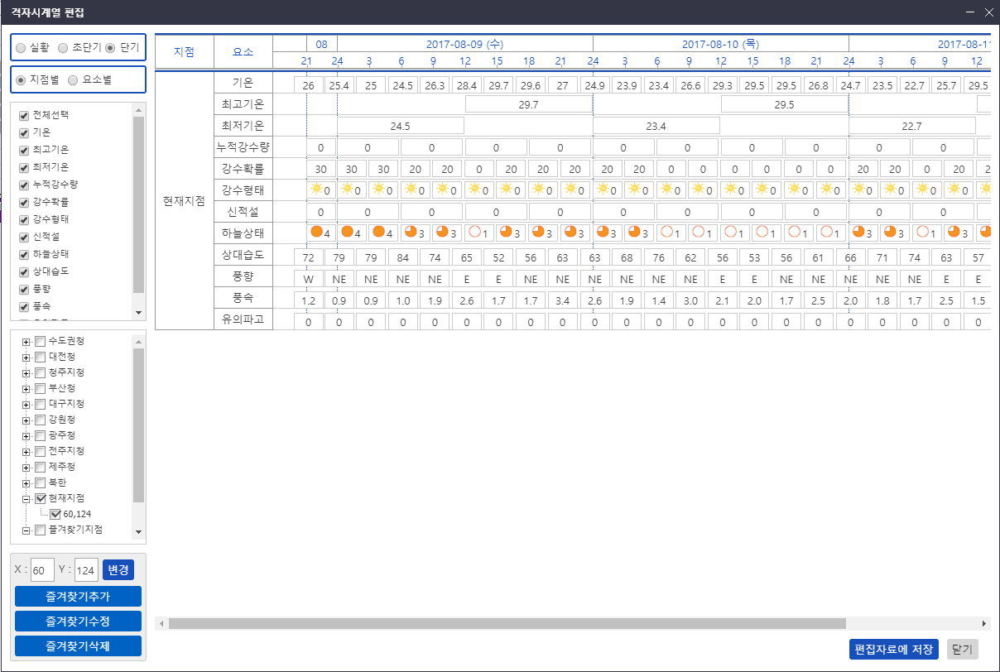 격자시계열 편집
실황 초단기 단기
지점별 요소별
전체선택
기온
최고기온
최저기온
누적강수량
강수확률
강수형태
신적설
하늘상태
상대습도
풍향
풍속
수도권청
대전청
청주지청
부산청
대구지청
강원청
광주청
전주지청
제주청
북한
현재지점
60,124
즐겨찾기지점
X : 60 Y : 124 변경
즐겨찾기추가
즐겨찾기수정
즐겨찾기삭제
지점 요소 08 2017-08-09 (수) 2017-08-10 (목) 2017-08-11
21 24 3 6 9 12 15 18 21 24 3 6 9 12 15 18 21 24 3 6 9 12
현재지점
기온 26 25.4 25 24.5 26.3 28.4 29.7 29.6 27 24.9 23.9 23.4 26.6 29.3 29.5 29.5 26.8 24.7 23.5 22.7 25.7 29.5
최고기온 29.7 29.5
최저기온 24.5 23.4 22.7
누적강수량 0 0 0 0 0 0 0 0 0 0 0
강수확률 30 30 30 20 20 0 20 20 20 20 20 0 0 0 0 0 0 20 20 0 20 2
강수형태 0 0 0 0 0 0 0 0 0 0 0 0 0 0 0 0 0 0 0 0 0
신적설 0 0 0 0 0 0 0 0 0 0 0
하늘상태 4 4 4 3 3 1 3 3 3 3 3 1 1 1 1 1 1 3 3 1 3
상대습도 72 79 79 84 74 65 52 56 63 63 68 76 62 56 53 56 61 66 71 74 63 57
풍향 W NE NE NE NE E E NE NE NE NE NE NE E E NE NE NE NE NE E E
풍속 1.2 0.9 0.9 1.0 1.9 2.6 1.7 1.7 3.4 2.6 1.9 1.4 3.0 2.1 2.0 1.7 2.5 2.0 1.8 1.7 2.5 1.5
유의파고 0 0 0 0 0 0 0 0 0 0 0 0 0 0 0 0 0 0 0 0 0 0
편집자료에 저장 닫기